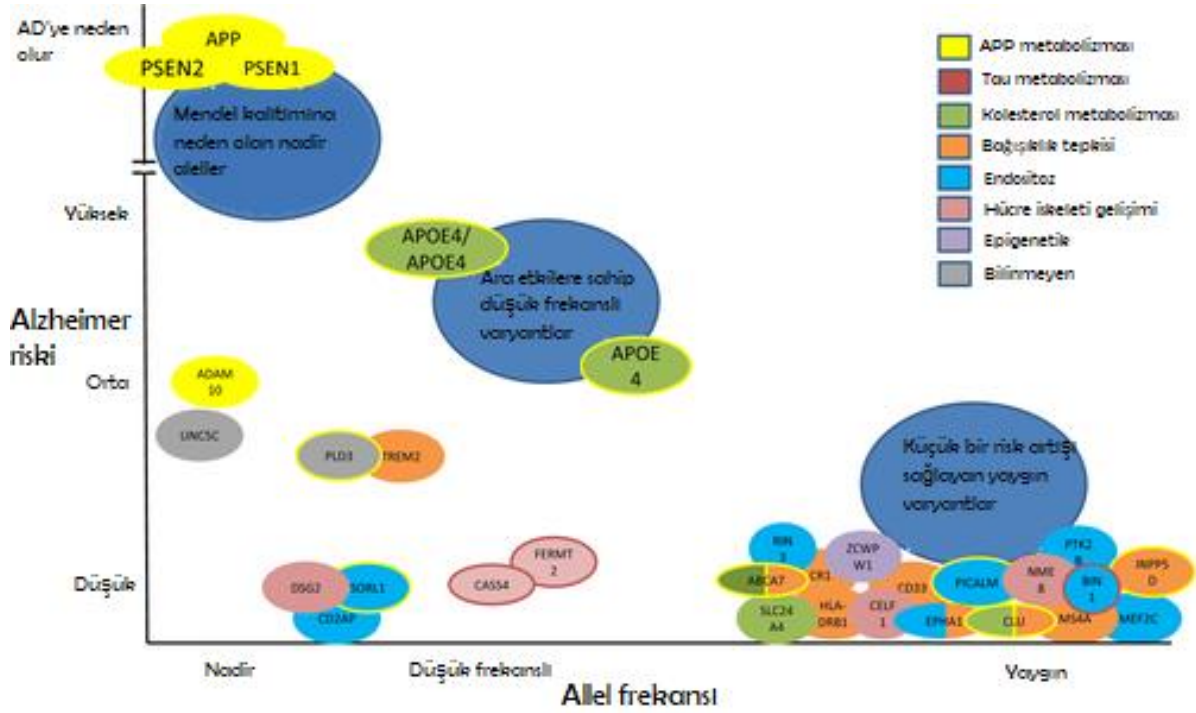 AD'ye neden
olur
APP
PSEN2
PSEN1
Mendel kalitimina
neden olan nadir
aleller
APP metabolizması
Tau metabolizması
Kolesterol metabolizması
Bağışıklık tepkisi
Endositoz
Hücre iskeleti gelişimi
Epigenetik
Bilinmeyen
Yüksek
APOE4/
APOE4
Ara etkilere sahip
düşük frekanslı
varyantlar
Alzheimer
riski
APOE
4
Orta
ADAM
10
UNC5C
PLD3
TREM2
Küçük bir risk artışı
sağlayan yaygın
varyantlar
Düşük
DSG2
SORL1
CD2AP
CASS4
FERMT
2
RIN
3
ZCWP
W1
PTK2
B
ABCA7
CR1
CD33
PICALM
NME
8
BIN
1
INPP5
D
SLC24
A4
HLA-
DRB1
CELF
1
EPHA1
CLU
MS4A
MEF2C
Nadir
Düşük frekanslı
Yaygın
Allel frekansı